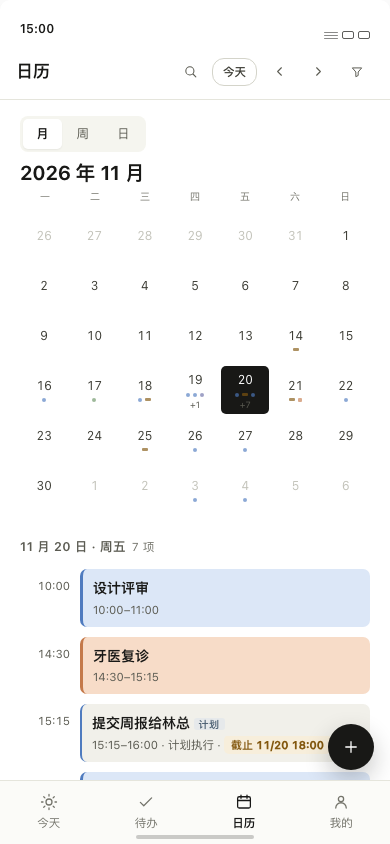 15:00
日历
今天
月 周 日
2026 年 11 月
一 二 三 四 五 六 日
26 27 28 29 30 31 1
2 3 4 5 6 7 8
9 10 11 12 13 14 15
16 17 18 19 20 21 22
+1 +7
23 24 25 26 27 28 29
30 1 2 3 4 5 6
11 月 20 日 · 周五 7 项
10:00 设计评审
10:00–11:00
14:30 牙医复诊
14:30–15:15
15:15 提交周报给林总 计划
15:15–16:00 · 计划执行 · 截止 11/20 18:00
今天 待办 日历 我的